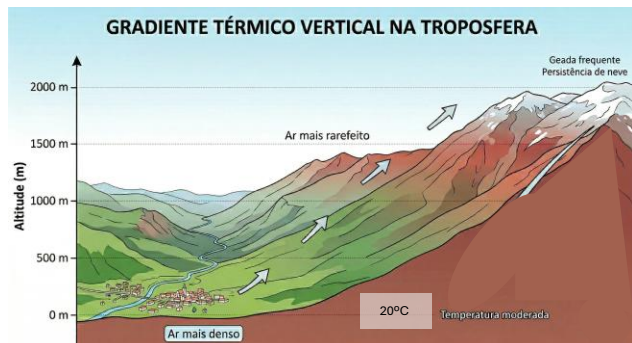 GRADIENTE TÉRMICO VERTICAL NA TROPOSFERA
Geada frequente
Persistência de neve
2000 m
Ar mais rarefeito
1500 m
Altitude (m)
1000 m
500 m
0 m
20ºC
Temperatura moderada
Ar mais denso